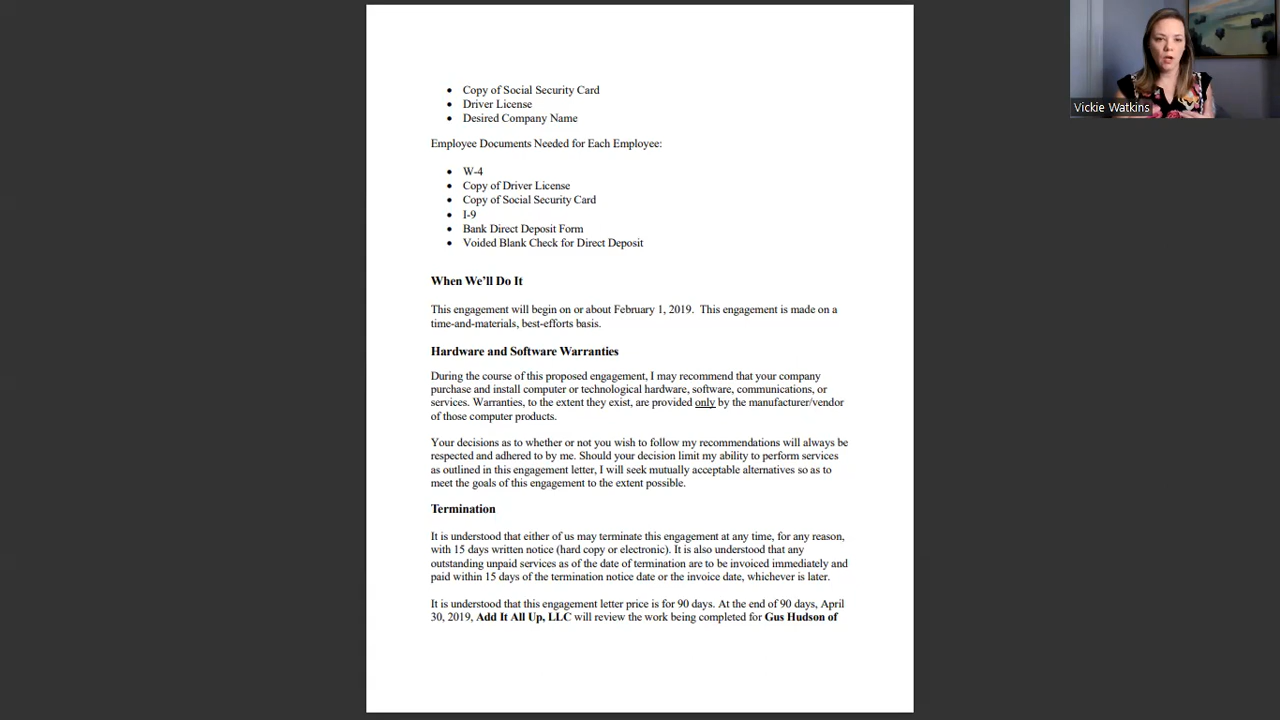 • Copy of Social Security Card
• Driver License
• Desired Company Name
Employee Documents Needed for Each Employee:
• W-4
• Copy of Driver License
• Copy of Social Security Card
• I-9
• Bank Direct Deposit Form
• Voided Blank Check for Direct Deposit
When We’ll Do It
This engagement will begin on or about February 1, 2019.  This engagement is made on a
time-and-materials, best-efforts basis.
Hardware and Software Warranties
During the course of this proposed engagement, I may recommend that your company
purchase and install computer or technological hardware, software, communications, or
services. Warranties, to the extent they exist, are provided only by the manufacturer/vendor
of those computer products.
Your decisions as to whether or not you wish to follow my recommendations will always be
respected and adhered to by me. Should your decision limit my ability to perform services
as outlined in this engagement letter, I will seek mutually acceptable alternatives so as to
meet the goals of this engagement to the extent possible.
Termination
It is understood that either of us may terminate this engagement at any time, for any reason,
with 15 days written notice (hard copy or electronic). It is also understood that any
outstanding unpaid services as of the date of termination are to be invoiced immediately and
paid within 15 days of the termination notice date or the invoice date, whichever is later.
It is understood that this engagement letter price is for 90 days. At the end of 90 days, April
30, 2019, Add It All Up, LLC will review the work being completed for Gus Hudson of
Vickie Watkins